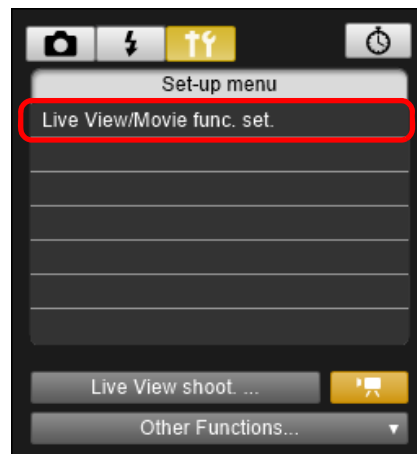 Set-up menu
Live View/Movie func. set.
Live View shoot. ...
Other Functions...